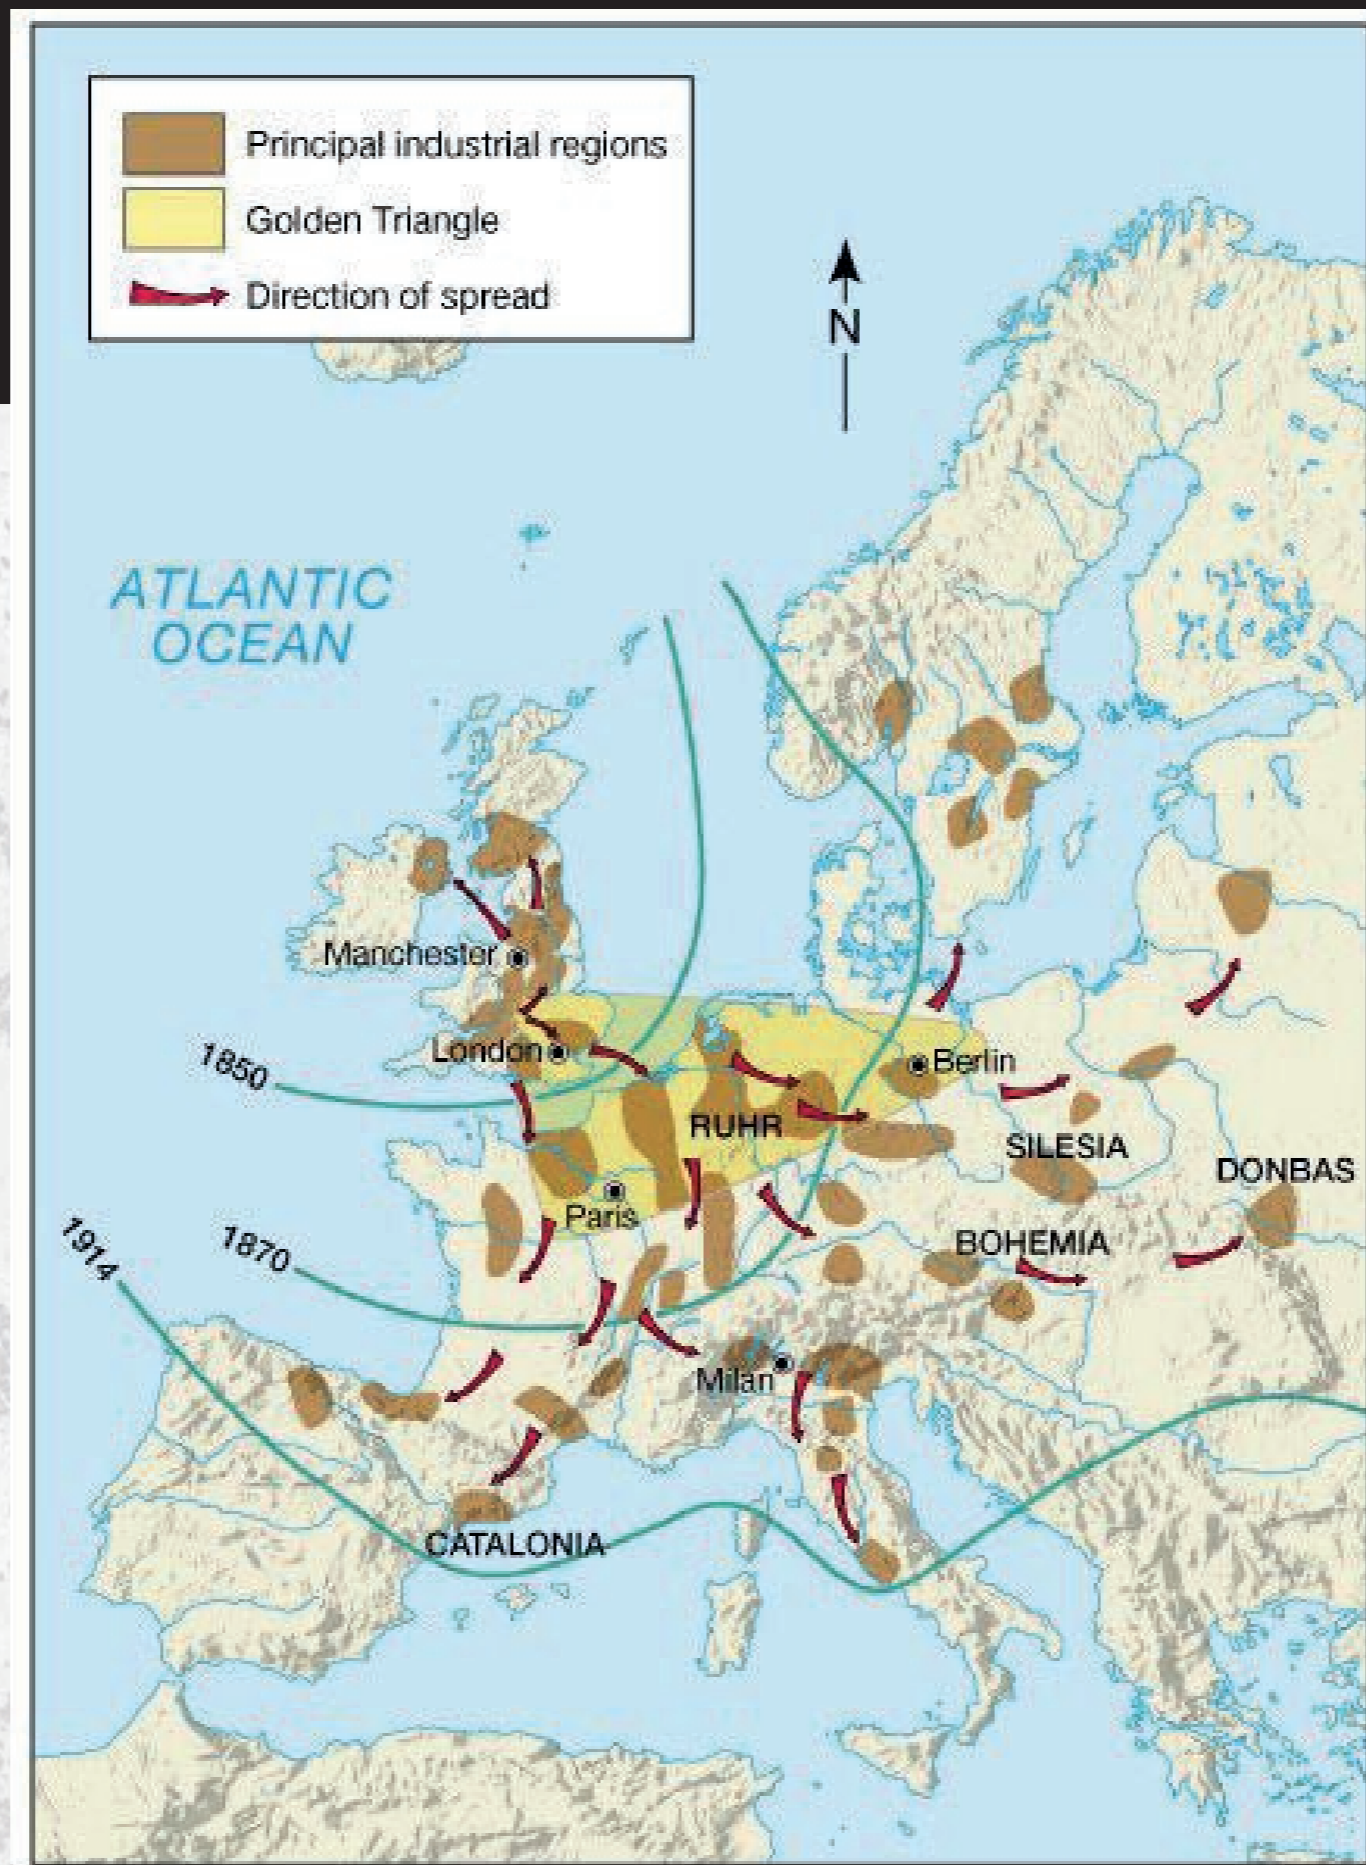 Principal industrial regions
Golden Triangle
Direction of spread
N
ATLANTIC
OCEAN
Manchester
London
1850
Berlin
RUHR
SILESIA
DONBAS
Paris
1914
1870
BOHEMIA
Milan
CATALONIA